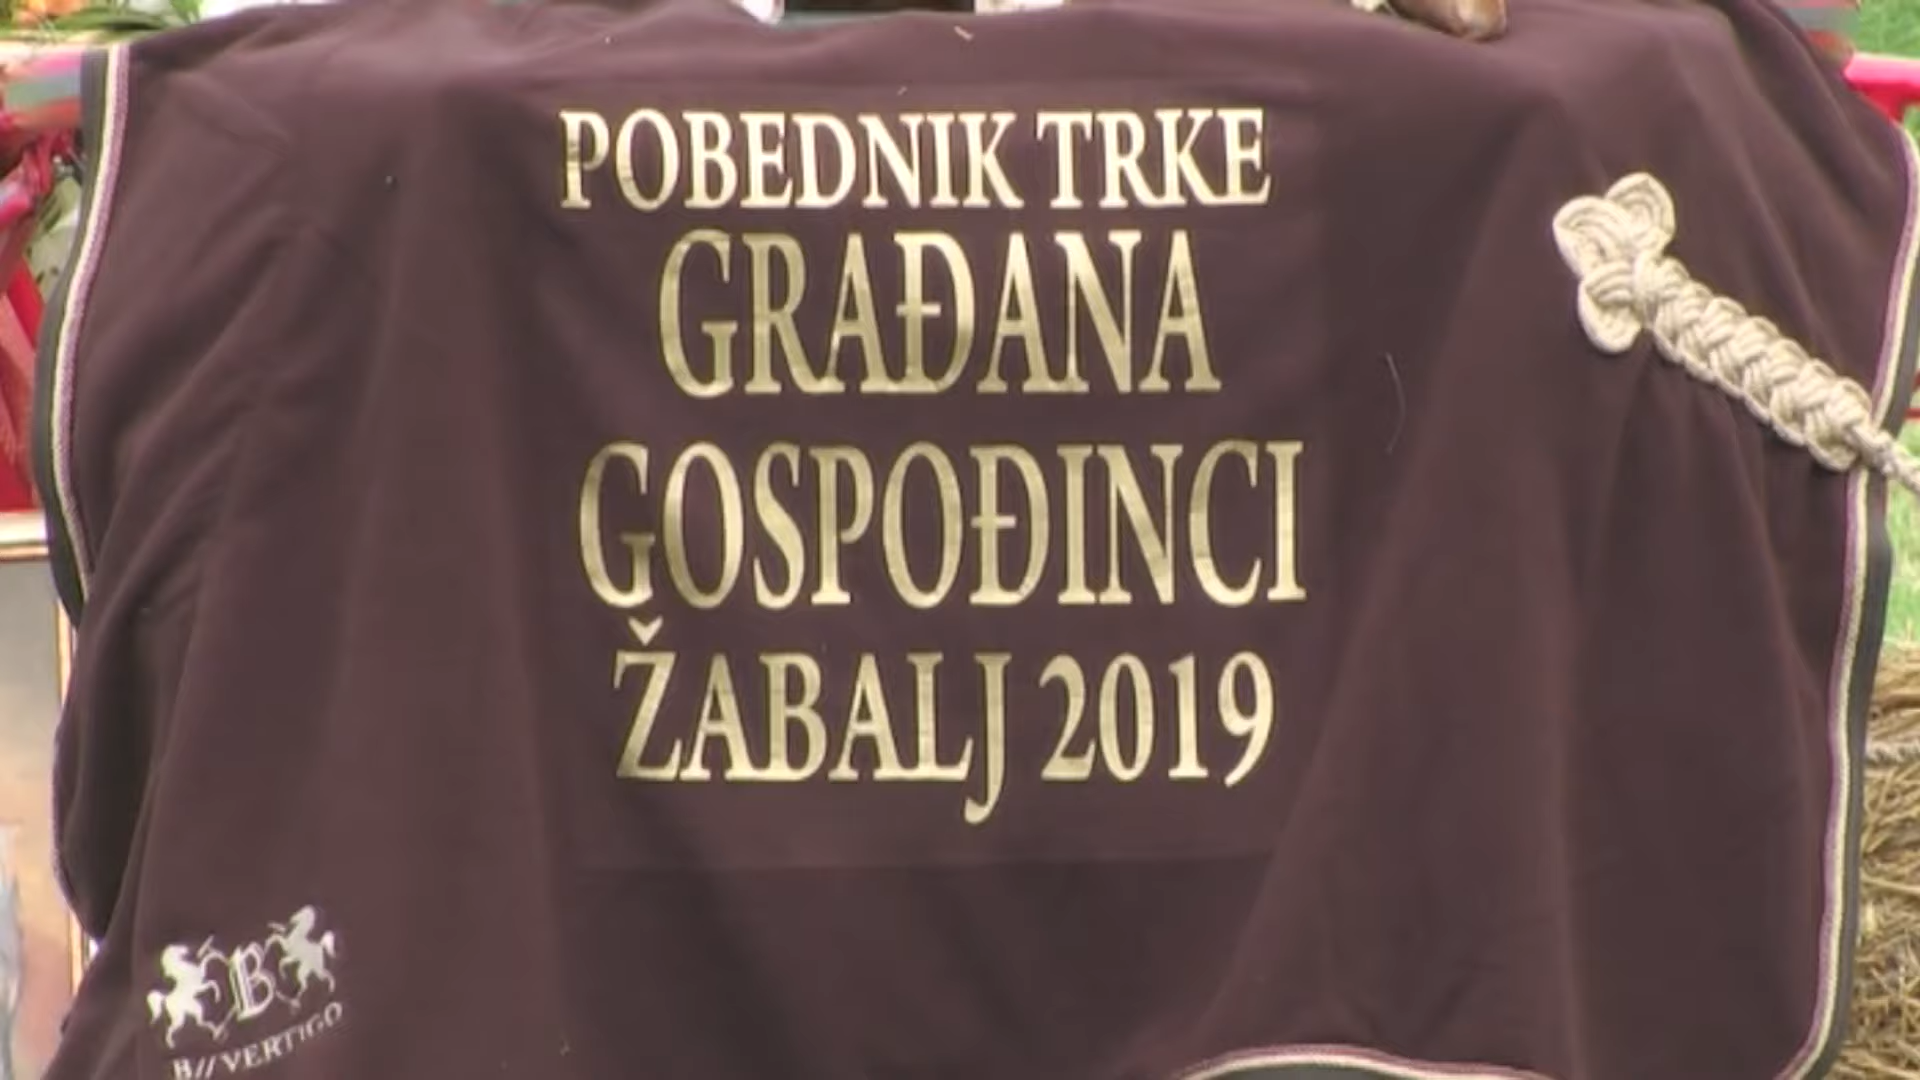 POBEDNIK TRKE
GRAĐANA
GOSPOĐINCI
ŽABALJ 2019
B
B//VERTIGO